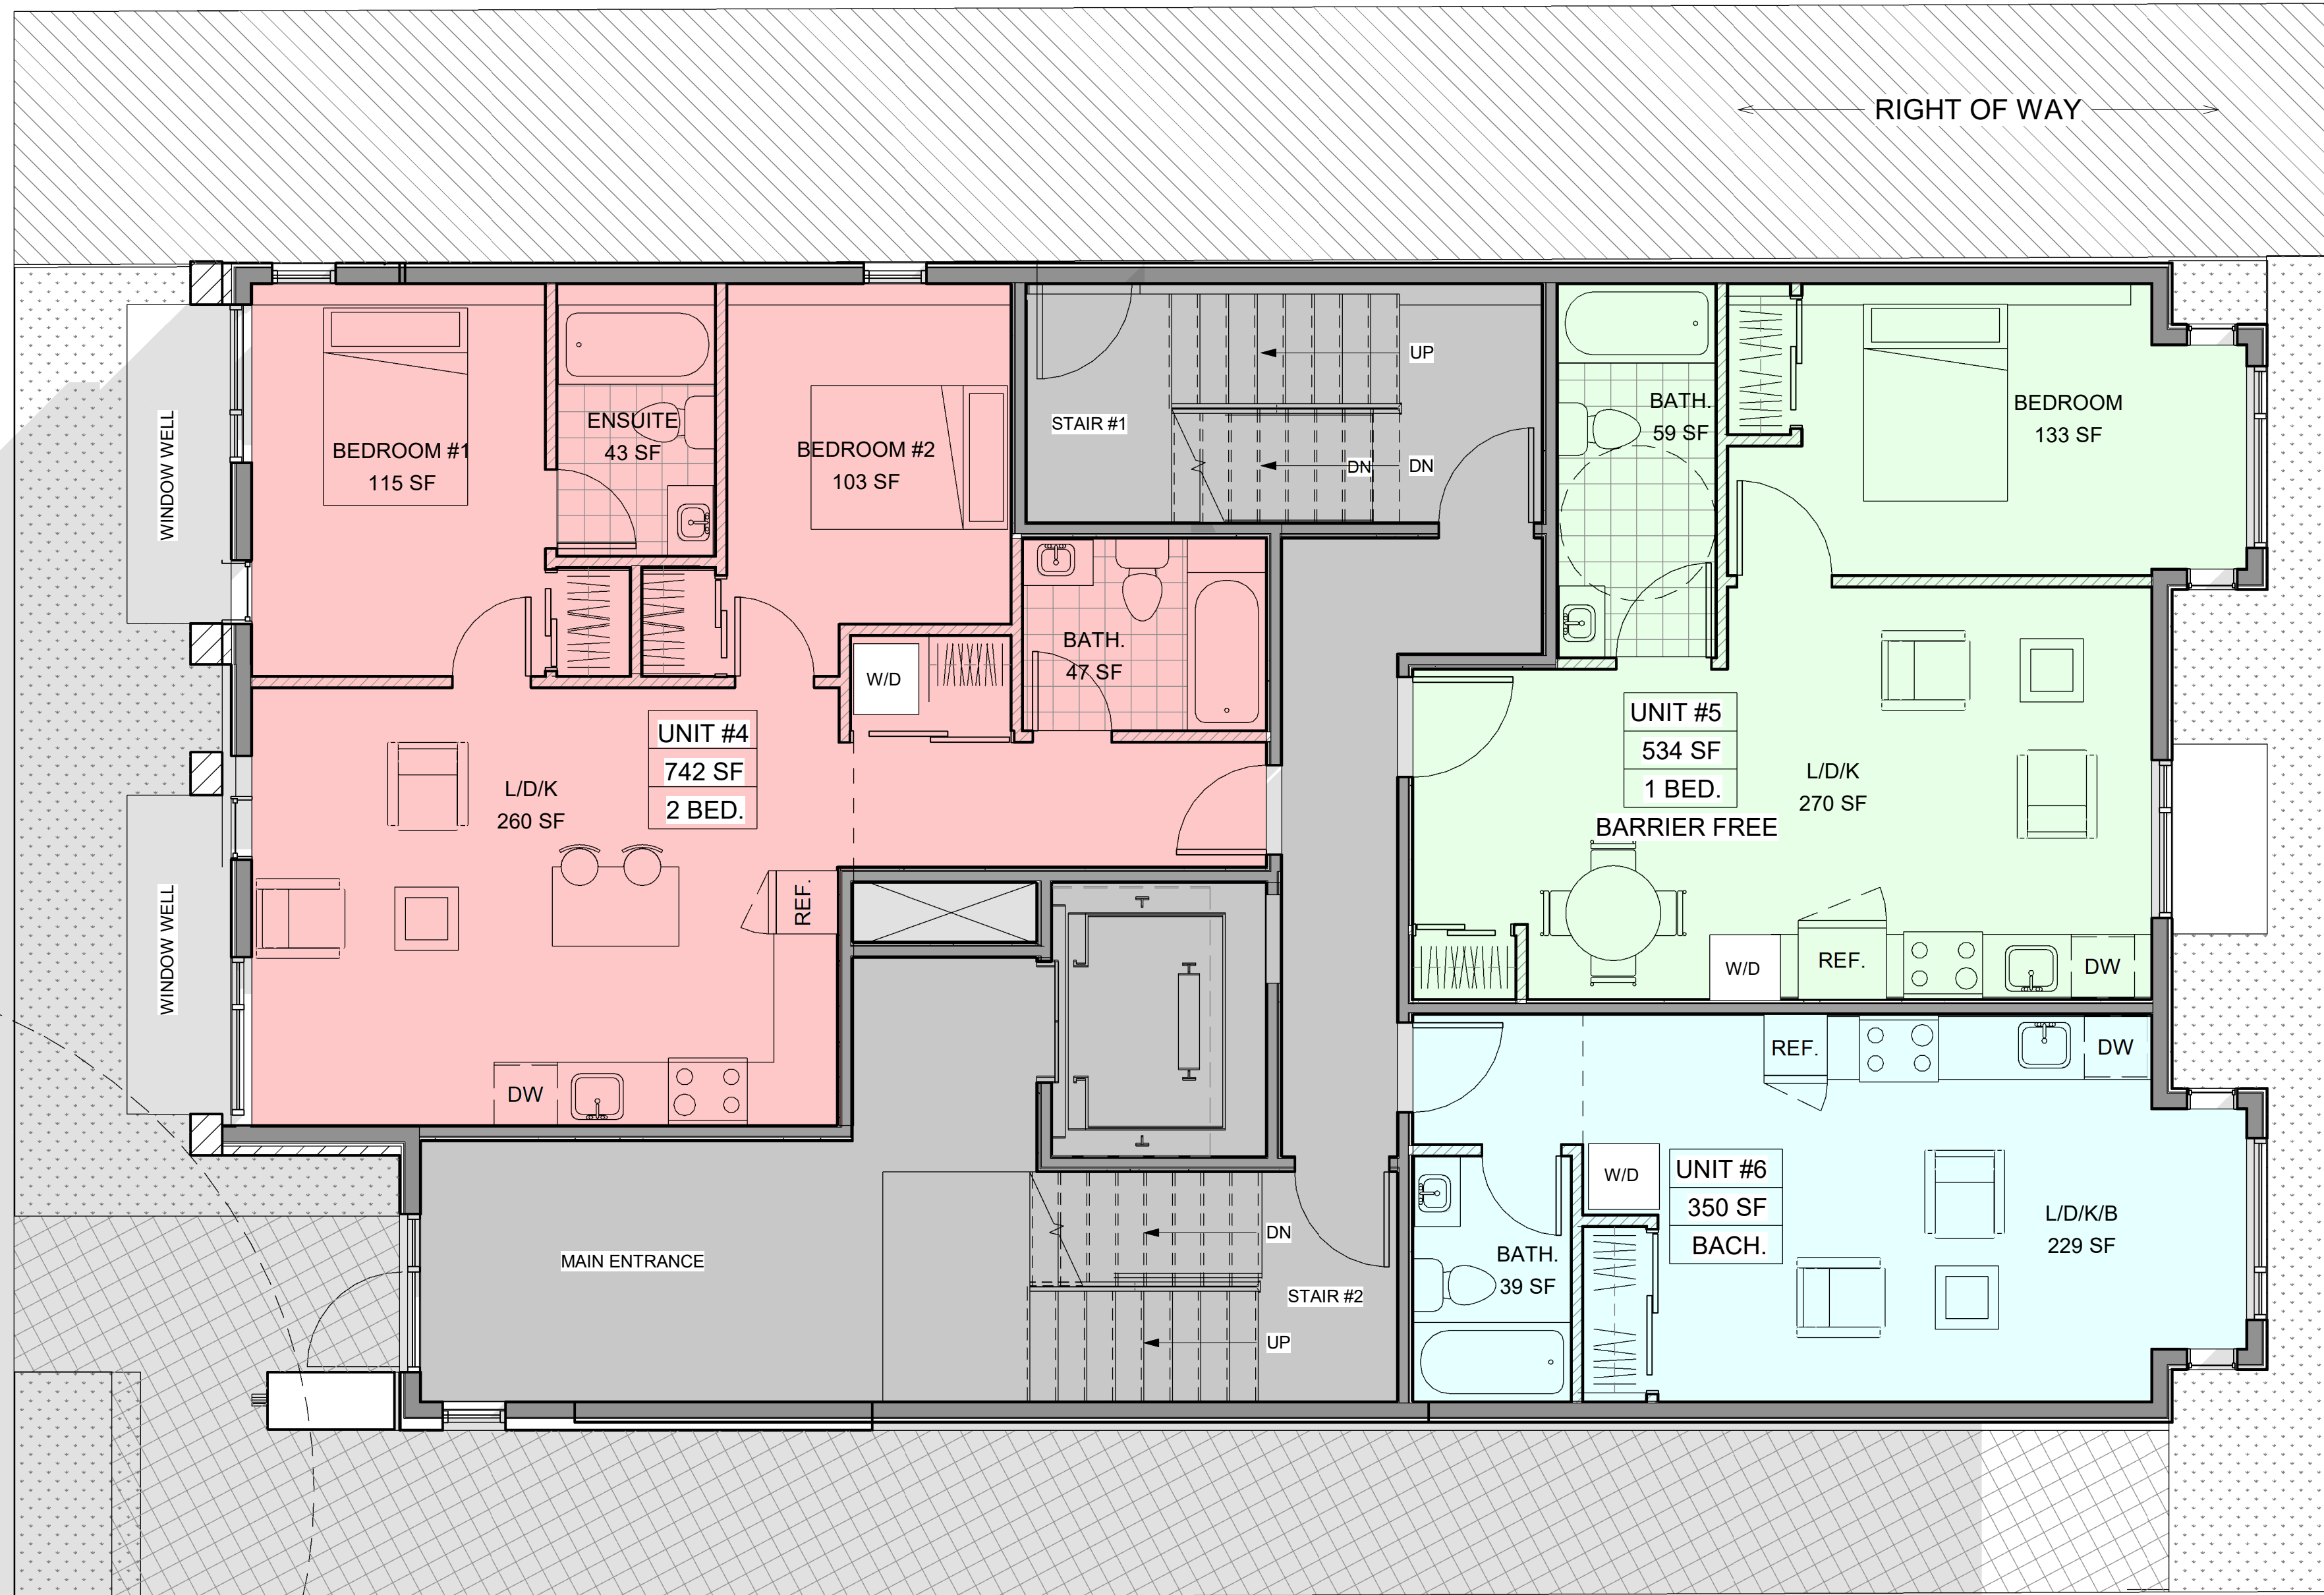 RIGHT OF WAY
WINDOW WELL
BEDROOM #1
115 SF
ENSUITE
43 SF
BEDROOM #2
103 SF
STAIR #1
UP
DN
DN
BATH.
59 SF
BEDROOM
133 SF
BATH.
47 SF
W/D
UNIT #4
742 SF
2 BED.
L/D/K
260 SF
REF.
WINDOW WELL
DW
UNIT #5
534 SF
1 BED.
BARRIER FREE
L/D/K
270 SF
W/D
REF.
DW
REF.
DW
W/D
UNIT #6
350 SF
BACH.
L/D/K/B
229 SF
BATH.
39 SF
MAIN ENTRANCE
DN
STAIR #2
UP